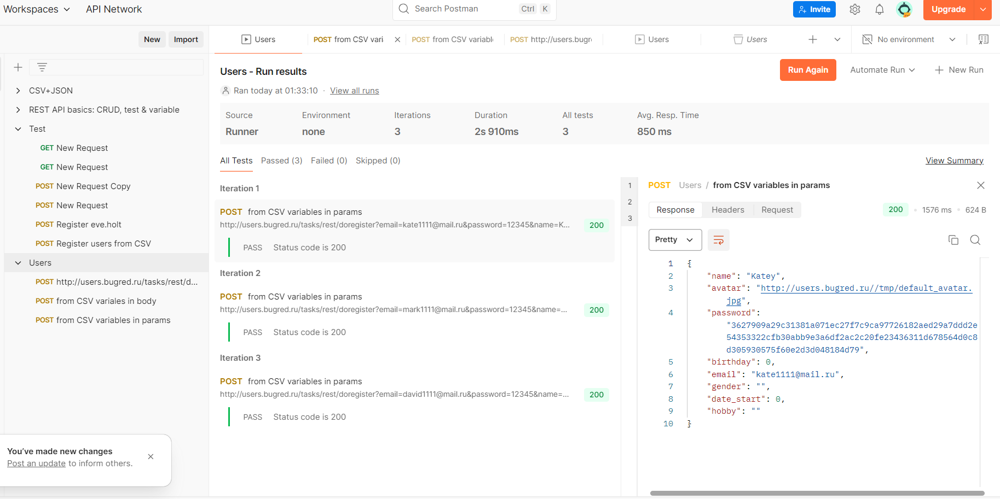 Workspaces API Network Search Postman Ctrl K Invite Upgrade
New Import Users POST from CSV vari POST from CSV variabl POST http://users.bugr Users Users No environment
CSV+JSON
REST API basics: CRUD, test & variable
Test
GET New Request
GET New Request
POST New Request Copy
POST New Request
POST Register eve.holt
POST Register users from CSV
Users
POST http://users.bugred.ru/tasks/rest/d...
POST from CSV variales in body
POST from CSV variables in params
You've made new changes
Post an update to inform others.
Users - Run results
Run Again Automate Run New Run
Ran today at 01:33:10 · View all runs
Source Environment Iterations Duration All tests Avg. Resp. Time
Runner none 3 2s 910ms 3 850 ms
All Tests Passed (3) Failed (0) Skipped (0) View Summary
Iteration 1
POST from CSV variables in params
http://users.bugred.ru/tasks/rest/doregister?email=kate1111@mail.ru&password=12345&name=K... 200
PASS Status code is 200
Iteration 2
POST from CSV variables in params
http://users.bugred.ru/tasks/rest/doregister?email=mark1111@mail.ru&password=12345&name=... 200
PASS Status code is 200
Iteration 3
POST from CSV variables in params
http://users.bugred.ru/tasks/rest/doregister?email=david1111@mail.ru&password=12345&name=... 200
PASS Status code is 200
1
2
3
POST Users / from CSV variables in params
Response Headers Request 200 1576 ms 624 B
Pretty
1 {
2 "name": "Katey",
3 "avatar": "http://users.bugred.ru//tmp/default_avatar.
jpg",
4 "password":
"3627909a29c31381a071ec27f7c9ca97726182aed29a7ddd2e
54353322cfb30abb9e3a6df2ac2c20fe23436311d678564d0c8
d305930575f60e2d3d048184d79",
5 "birthday": 0,
6 "email": "kate1111@mail.ru",
7 "gender": "",
8 "date_start": 0,
9 "hobby": ""
10 }